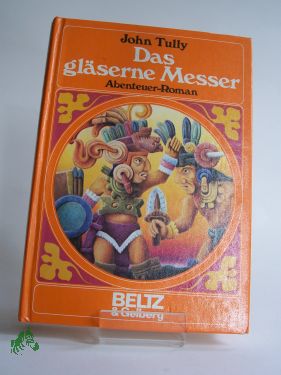 John Tully
Das
gläserne Messer
Abenteuer-Roman
BELTZ
& Gelberg